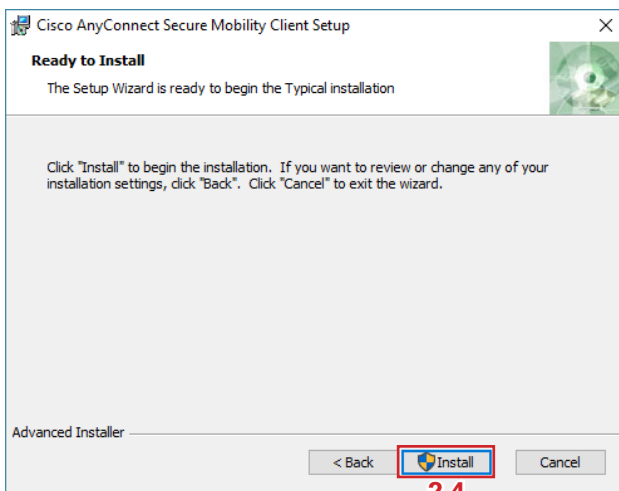 Cisco AnyConnect Secure Mobility Client Setup
Ready to Install
The Setup Wizard is ready to begin the Typical installation
Click "Install" to begin the installation. If you want to review or change any of your
installation settings, click "Back". Click "Cancel" to exit the wizard.
Advanced Installer
< Back Install Cancel
2.4